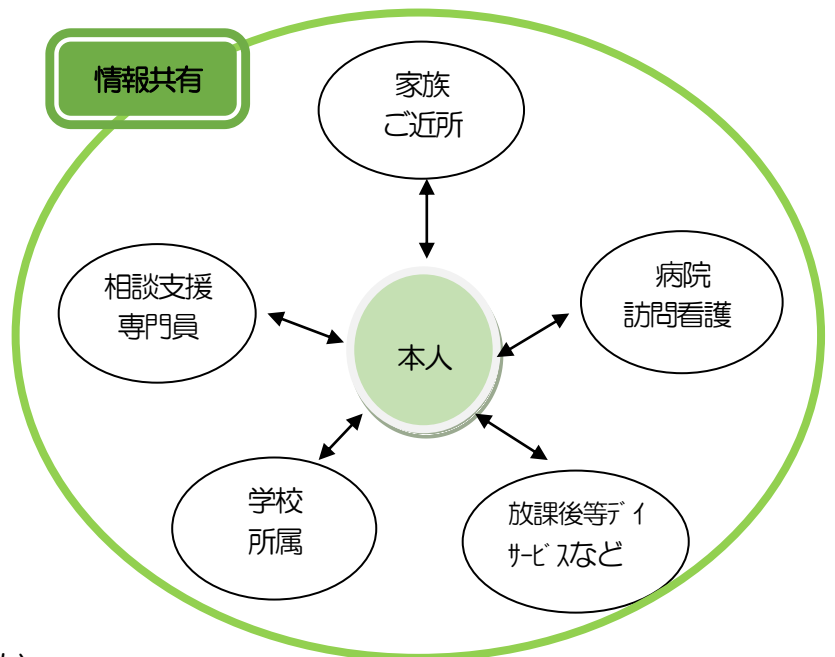 情報共有
家族
ご近所
相談支援
専門員
病院
訪問看護
本人
学校
所属
放課後等ﾃﾞｲ
ｻｰﾋﾞｽなど